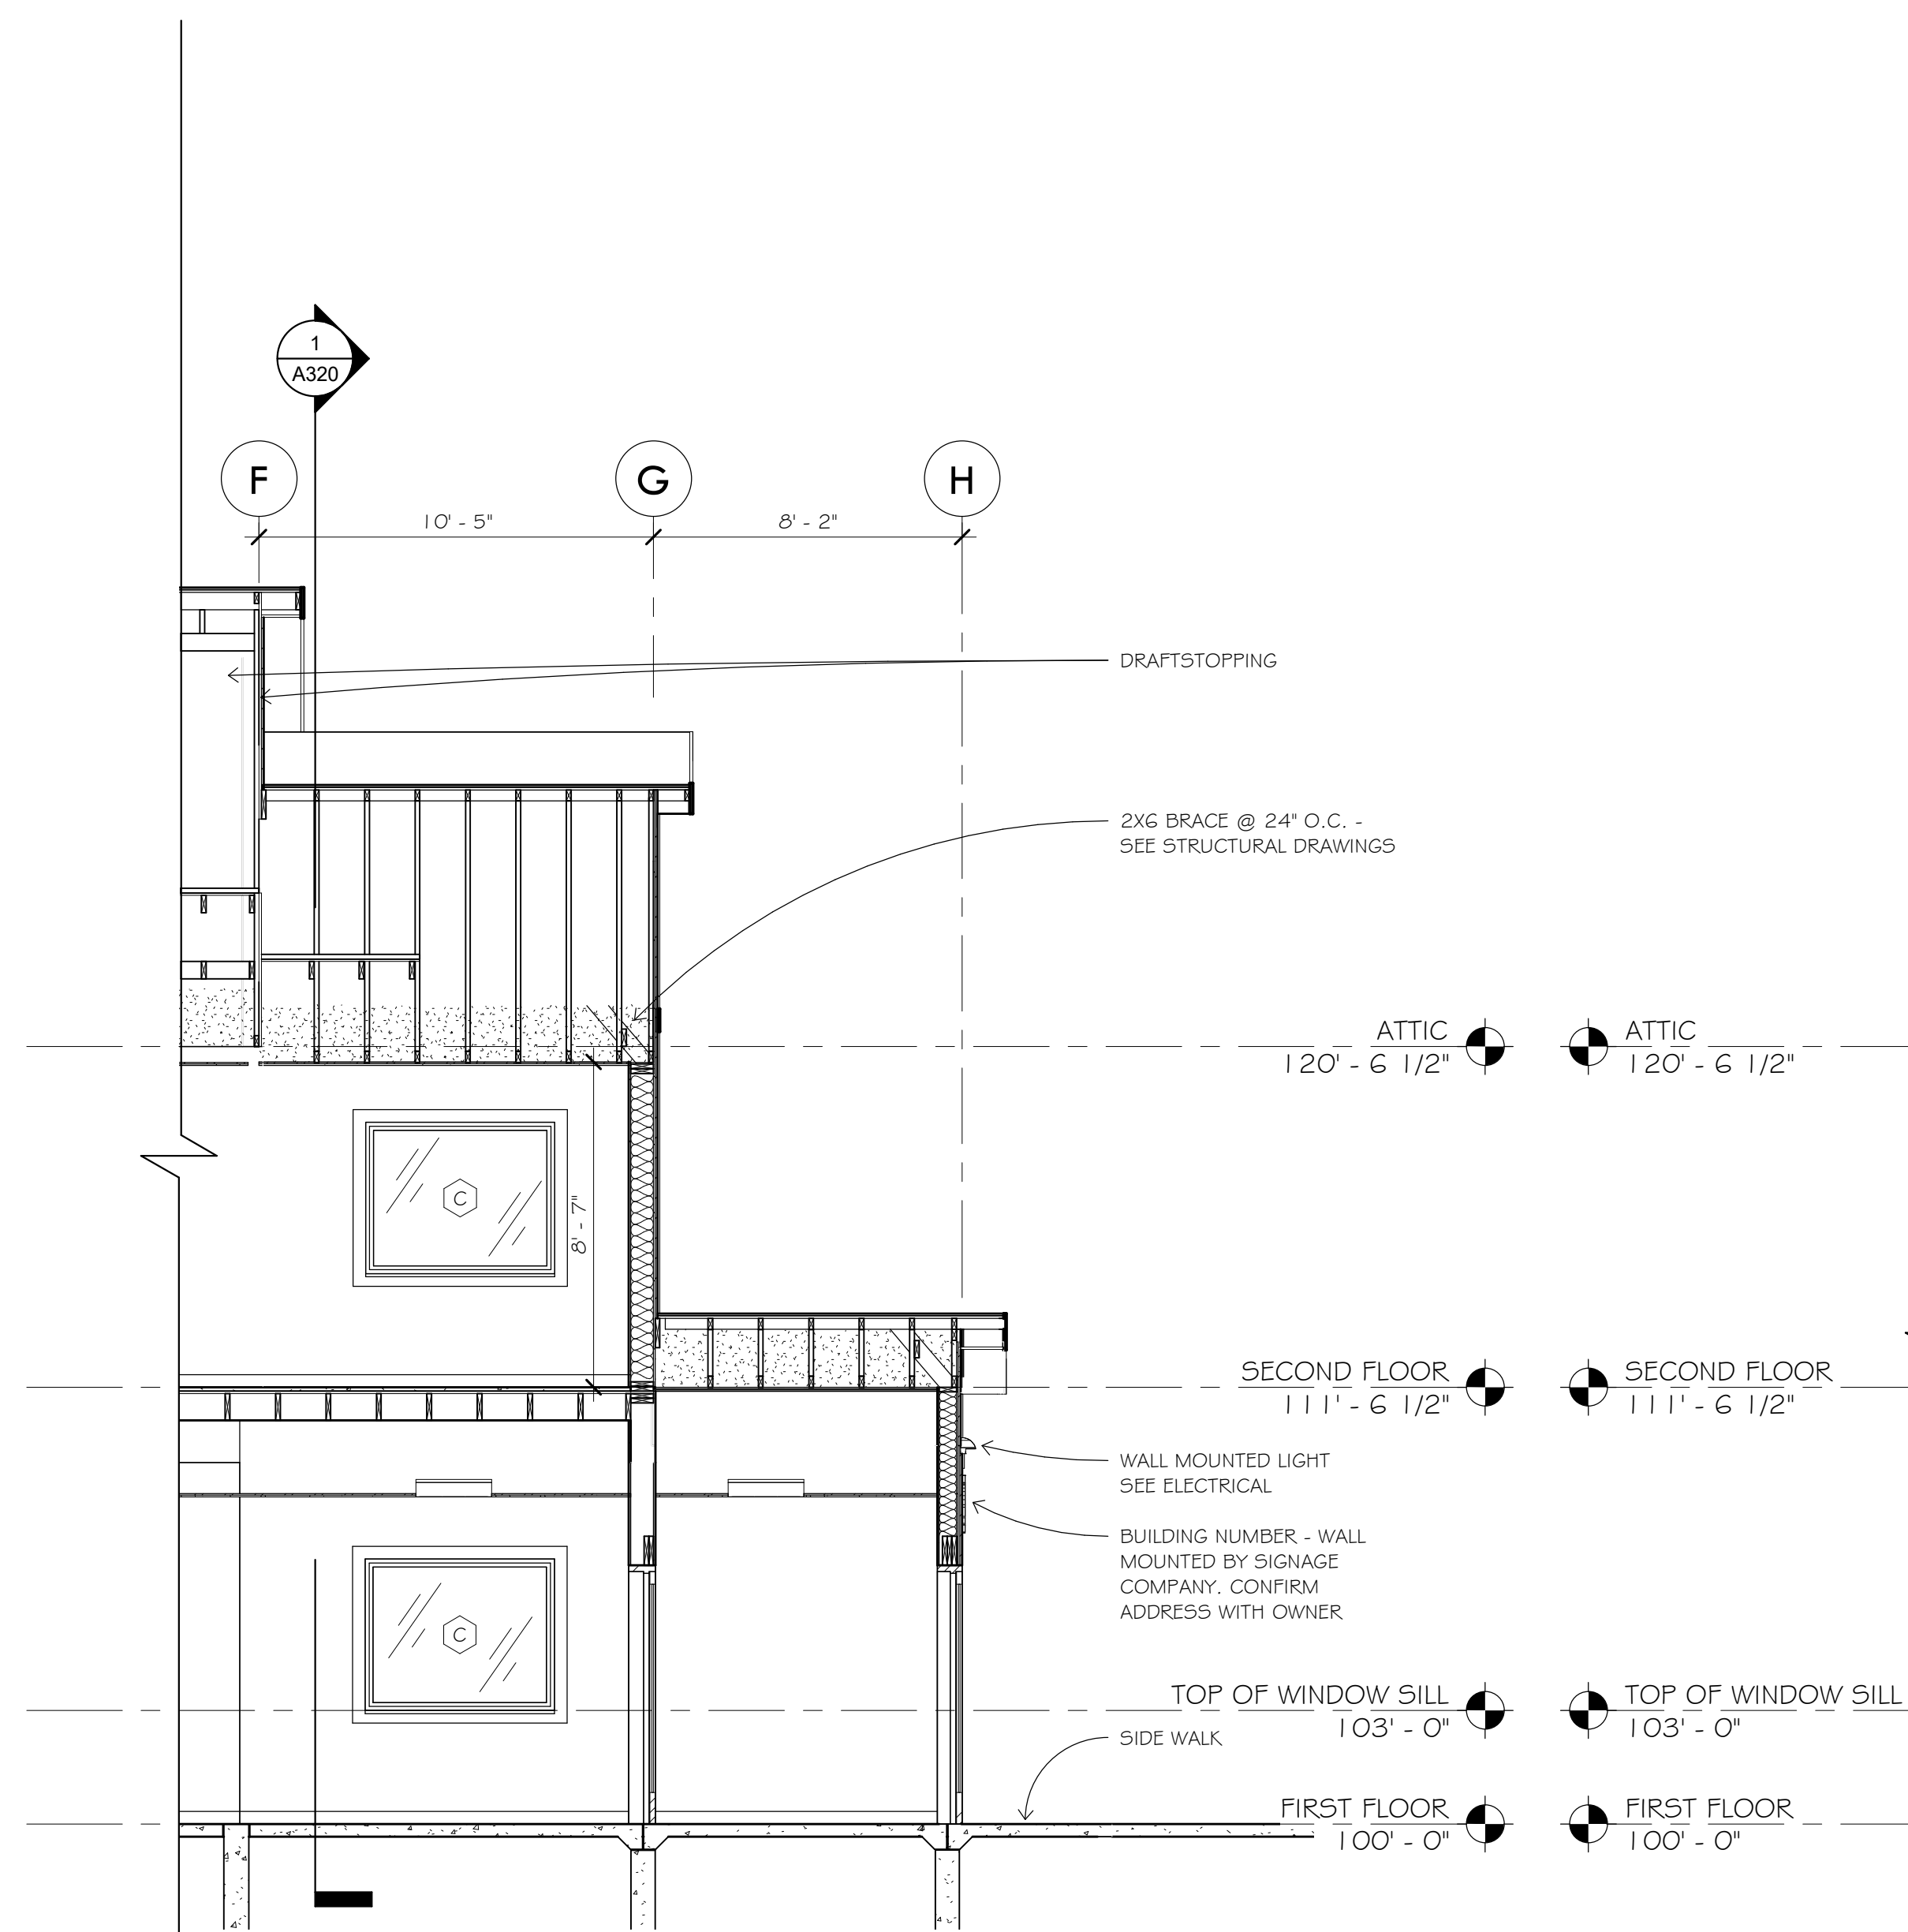 1
A320
F
G
H
10' - 5"
8' - 2"
DRAFTSTOPPING
2X6 BRACE @ 24" O.C. -
SEE STRUCTURAL DRAWINGS
ATTIC
120' - 6 1/2"
ATTIC
120' - 6 1/2"
C
8' - 7"
SECOND FLOOR
111' - 6 1/2"
SECOND FLOOR
111' - 6 1/2"
WALL MOUNTED LIGHT
SEE ELECTRICAL
BUILDING NUMBER - WALL
MOUNTED BY SIGNAGE
COMPANY. CONFIRM
ADDRESS WITH OWNER
C
TOP OF WINDOW SILL
103' - 0"
TOP OF WINDOW SILL
103' - 0"
SIDE WALK
FIRST FLOOR
100' - 0"
FIRST FLOOR
100' - 0"